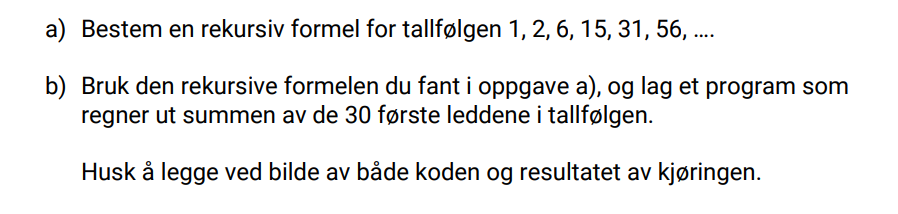 a) Bestem en rekursiv formel for tallfølgen 1, 2, 6, 15, 31, 56, ....
b) Bruk den rekursive formelen du fant i oppgave a), og lag et program som
regner ut summen av de 30 første leddene i tallfølgen.
Husk å legge ved bilde av både koden og resultatet av kjøringen.